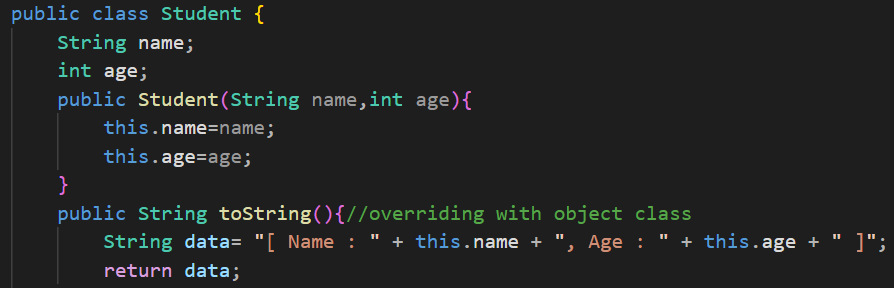 public class Student {
    String name;
    int age;
    public Student(String name,int age){
        this.name=name;
        this.age=age;
    }
    public String toString(){//overriding with object class
        String data= "[ Name : " + this.name + ", Age : " + this.age + " ]";
        return data;